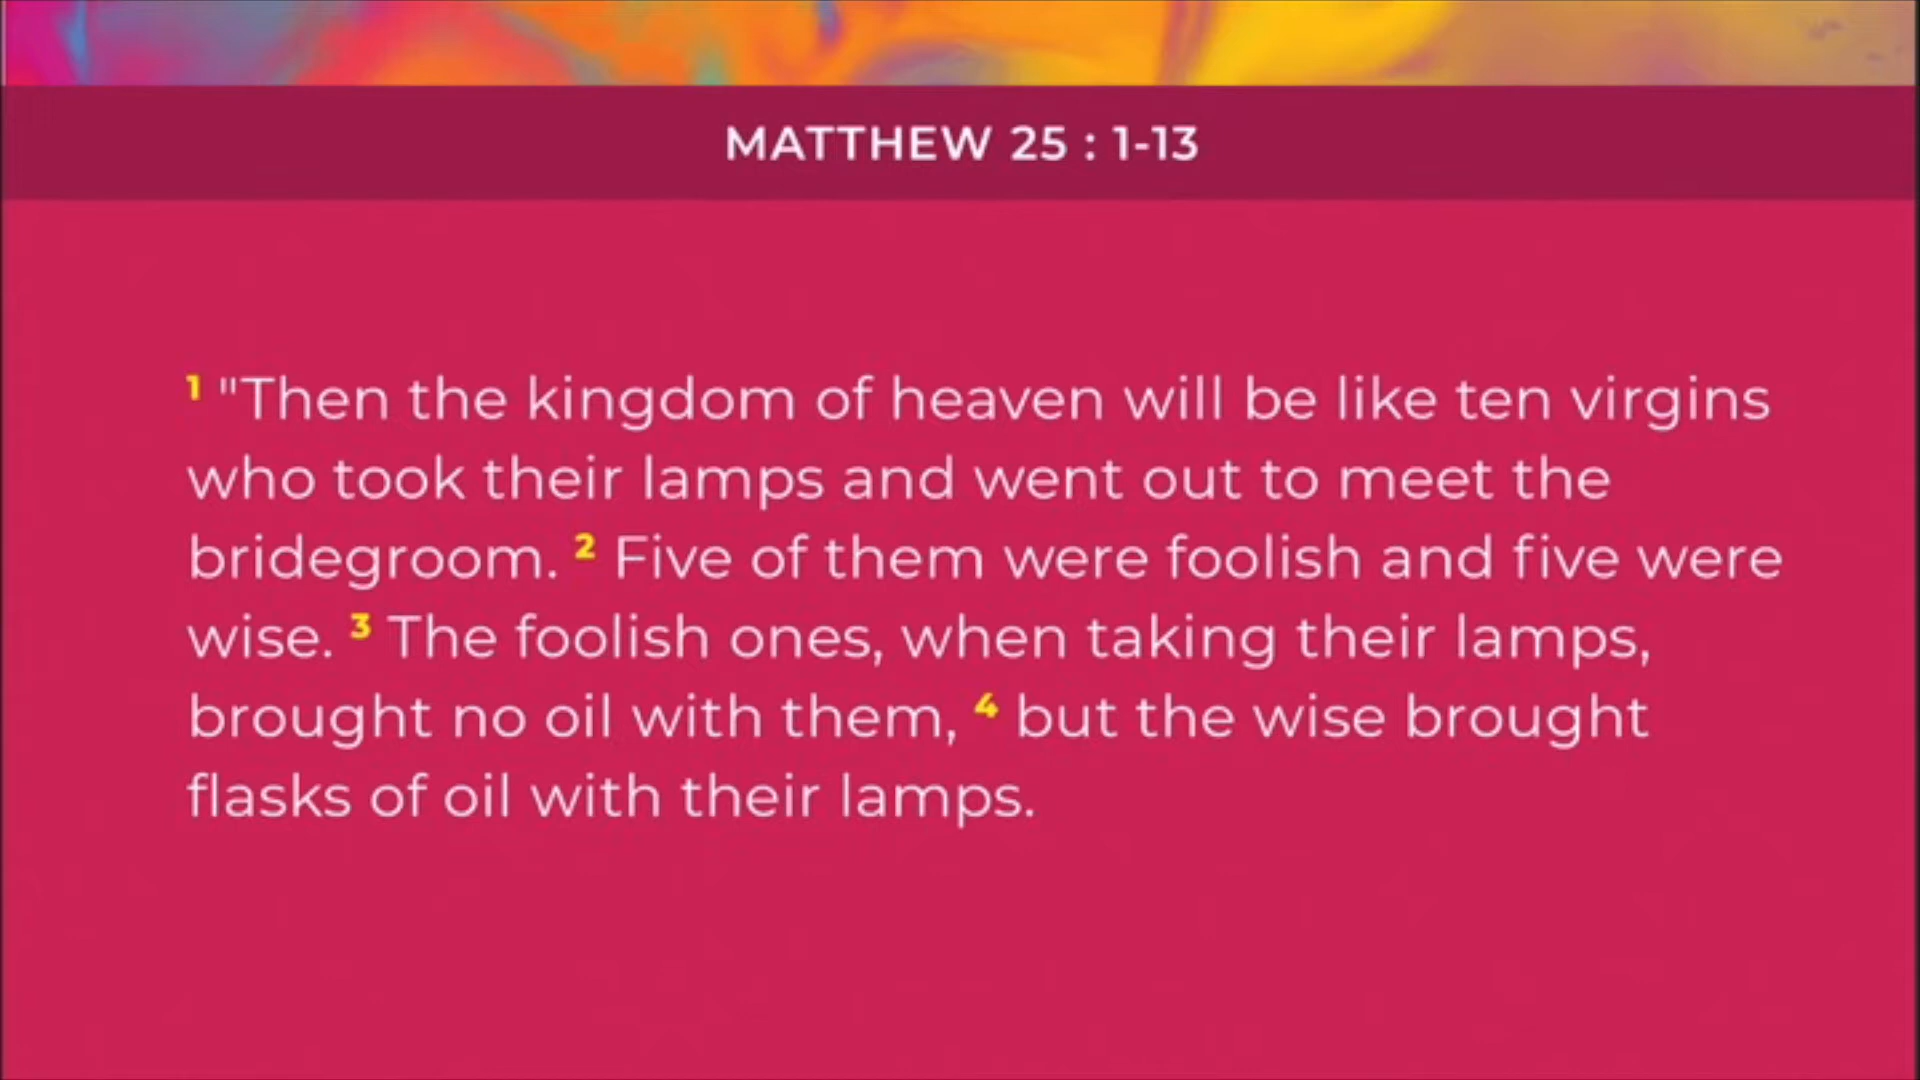 MATTHEW 25 : 1-13
1 "Then the kingdom of heaven will be like ten virgins
who took their lamps and went out to meet the
bridegroom. 2 Five of them were foolish and five were
wise. 3 The foolish ones, when taking their lamps,
brought no oil with them, 4 but the wise brought
flasks of oil with their lamps.